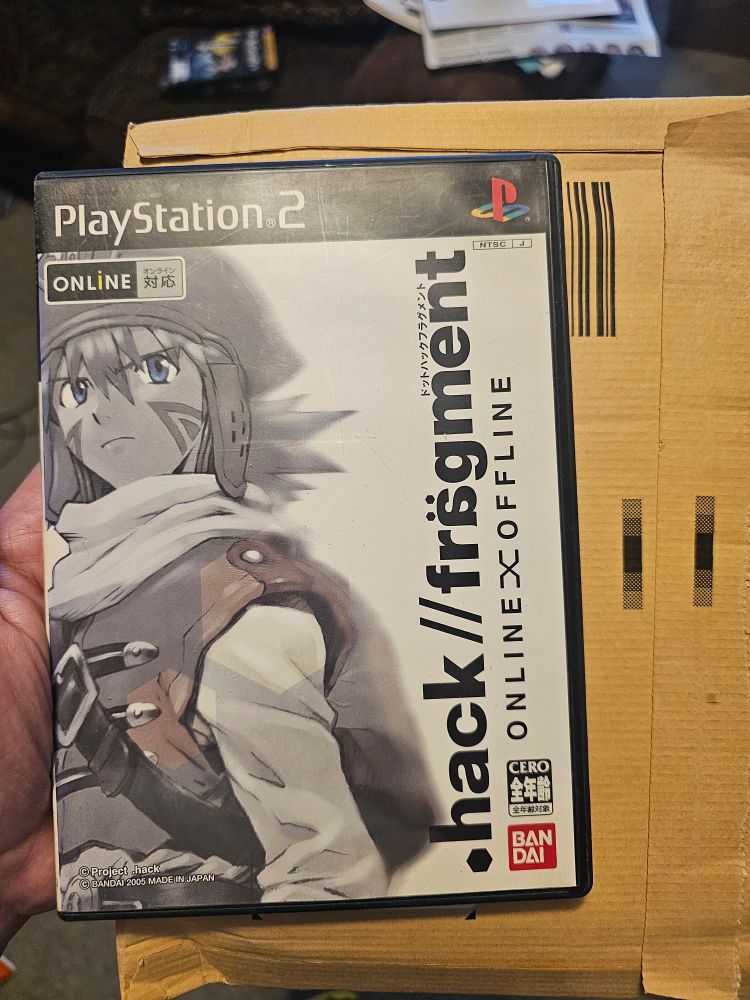 PlayStation®2
NTSC J
ONLiNE オンライン対応
.hack//frägment
ドットハックフラグメント
ONLINE×OFFLINE
CERO
全年齢
全年齢対象
BAN
DAI
© Project .hack
© BANDAI 2005 MADE IN JAPAN